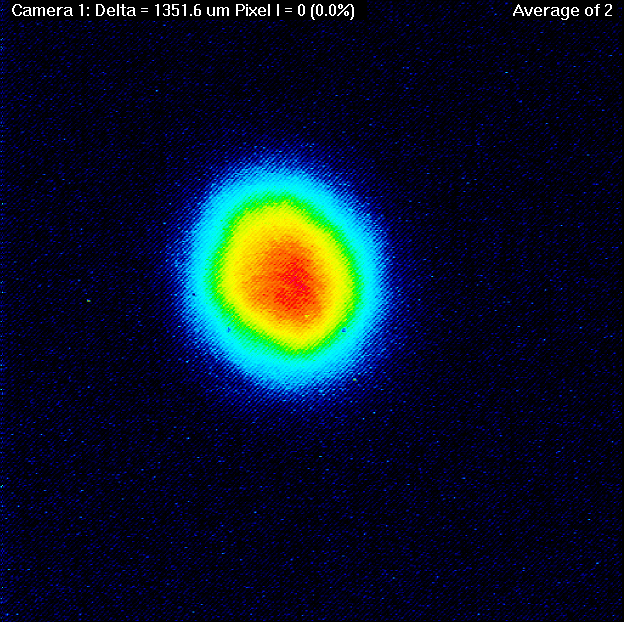 Camera 1: Delta = 1351.6 um Pixel I = 0 (0.0%)
Average of 2